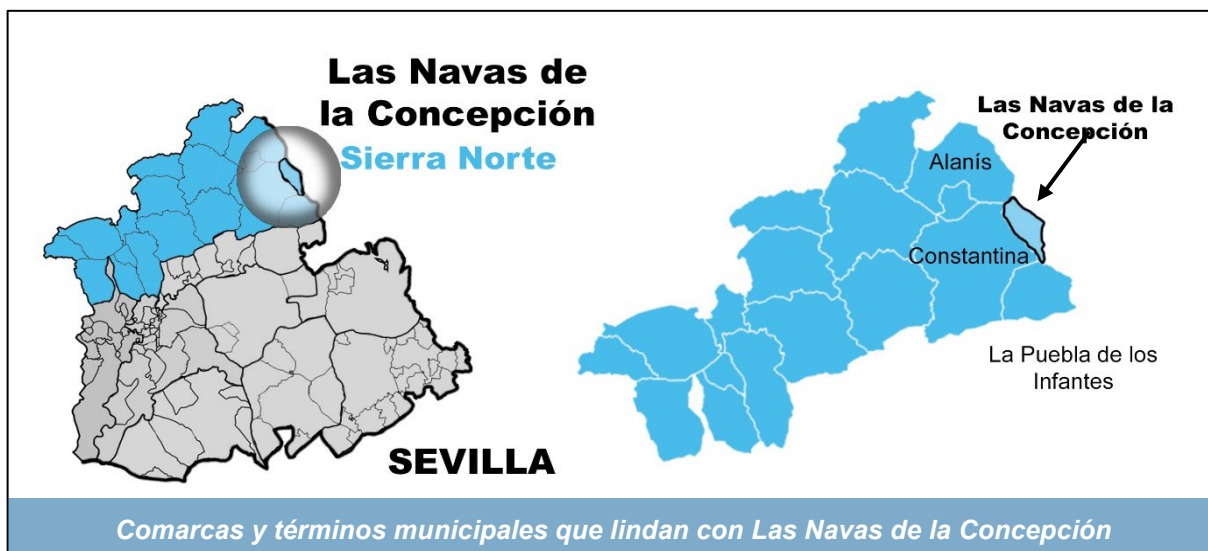 Las Navas de
la Concepción
Sierra Norte
SEVILLA
Las Navas de la
Concepción
Alanís
Constantina
La Puebla de los
Infantes
Comarcas y términos municipales que lindan con Las Navas de la Concepción